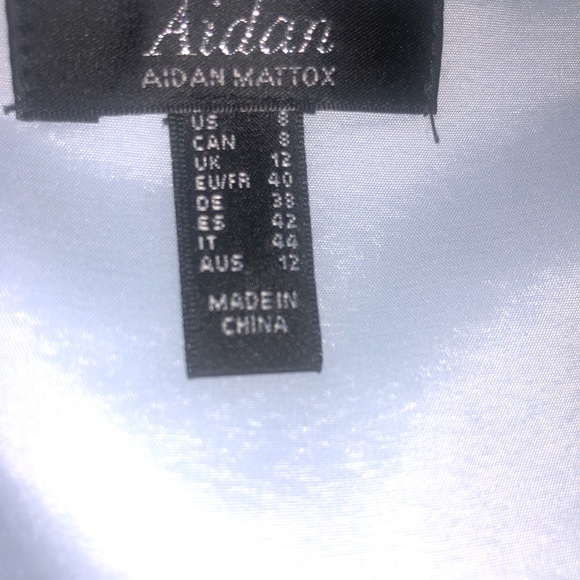 Aidan
AIDAN MATTOX
US 8
CAN 8
UK 12
EU/FR 40
DE 38
ES 42
IT 44
AUS 12
MADE IN
CHINA